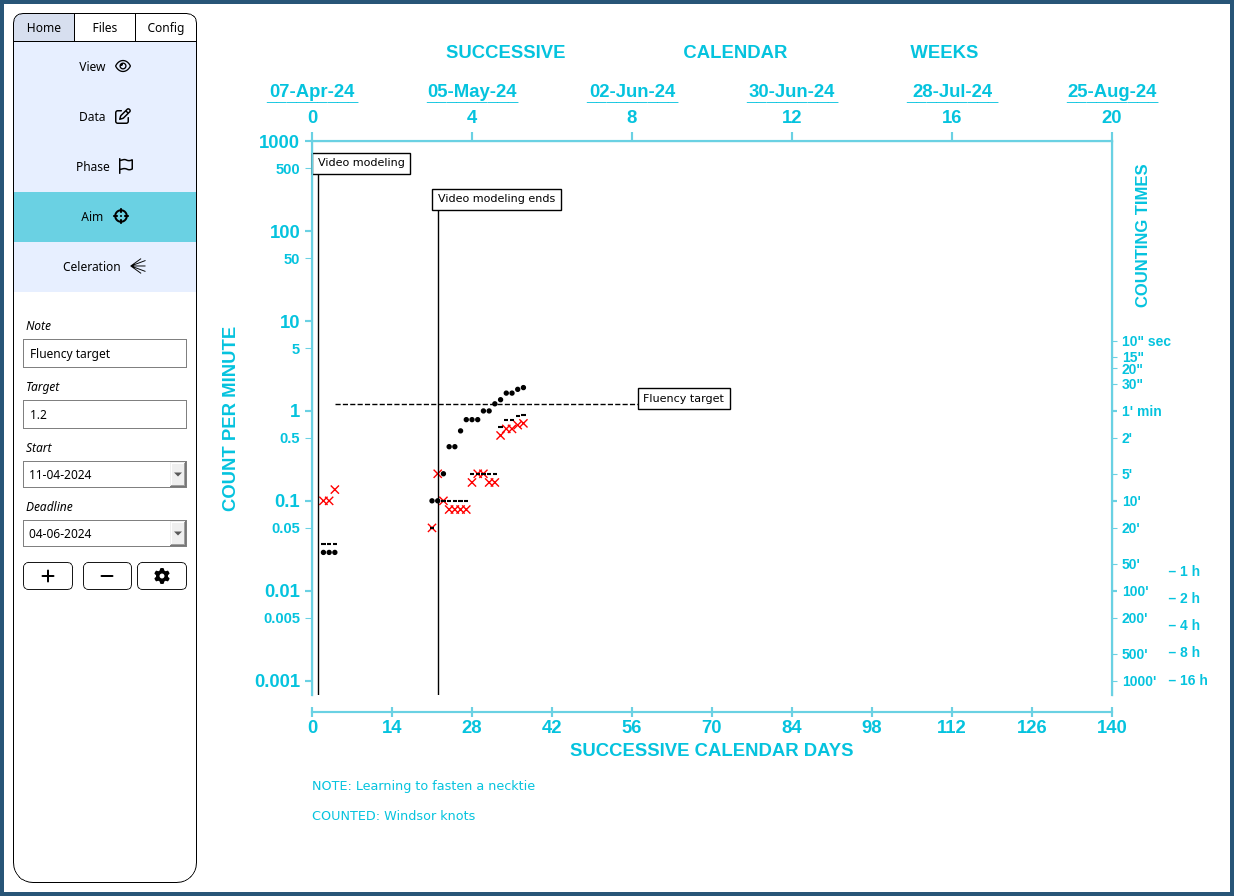 Home Files Config
View
Data
Phase
Aim
Celeration
Note
Fluency target
Target
1.2
Start
11-04-2024
Deadline
04-06-2024
SUCCESSIVE CALENDAR WEEKS
07-Apr-24 05-May-24 02-Jun-24 30-Jun-24 28-Jul-24 25-Aug-24
0 4 8 12 16 20
COUNT PER MINUTE
1000
500
100
50
10
5
1
0.5
0.1
0.05
0.01
0.005
0.001
Video modeling
Video modeling ends
Fluency target
COUNTING TIMES
10" sec
15"
20"
30"
1' min
2'
5'
10'
20'
50'
100'
200'
500'
1000'
– 1 h
– 2 h
– 4 h
– 8 h
– 16 h
0 14 28 42 56 70 84 98 112 126 140
SUCCESSIVE CALENDAR DAYS
NOTE: Learning to fasten a necktie
COUNTED: Windsor knots